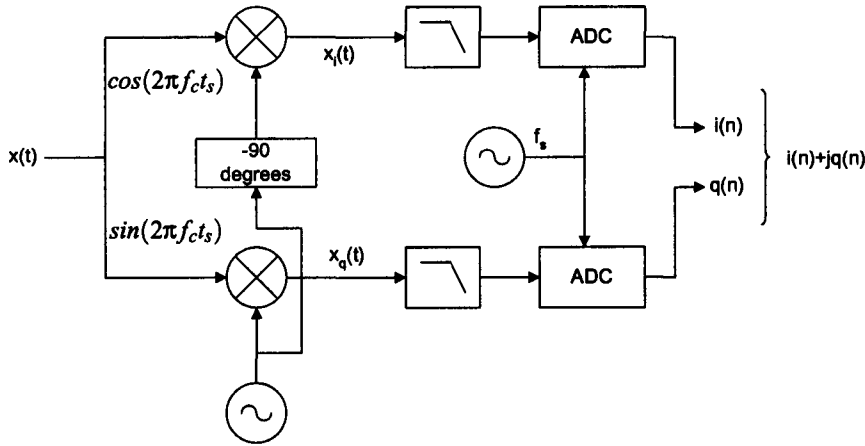 ADC
x_i(t)
cos(2πf_ct_s)
-90
degrees
f_s
i(n)
x(t)
i(n)+jq(n)
q(n)
sin(2πf_ct_s)
x_q(t)
ADC